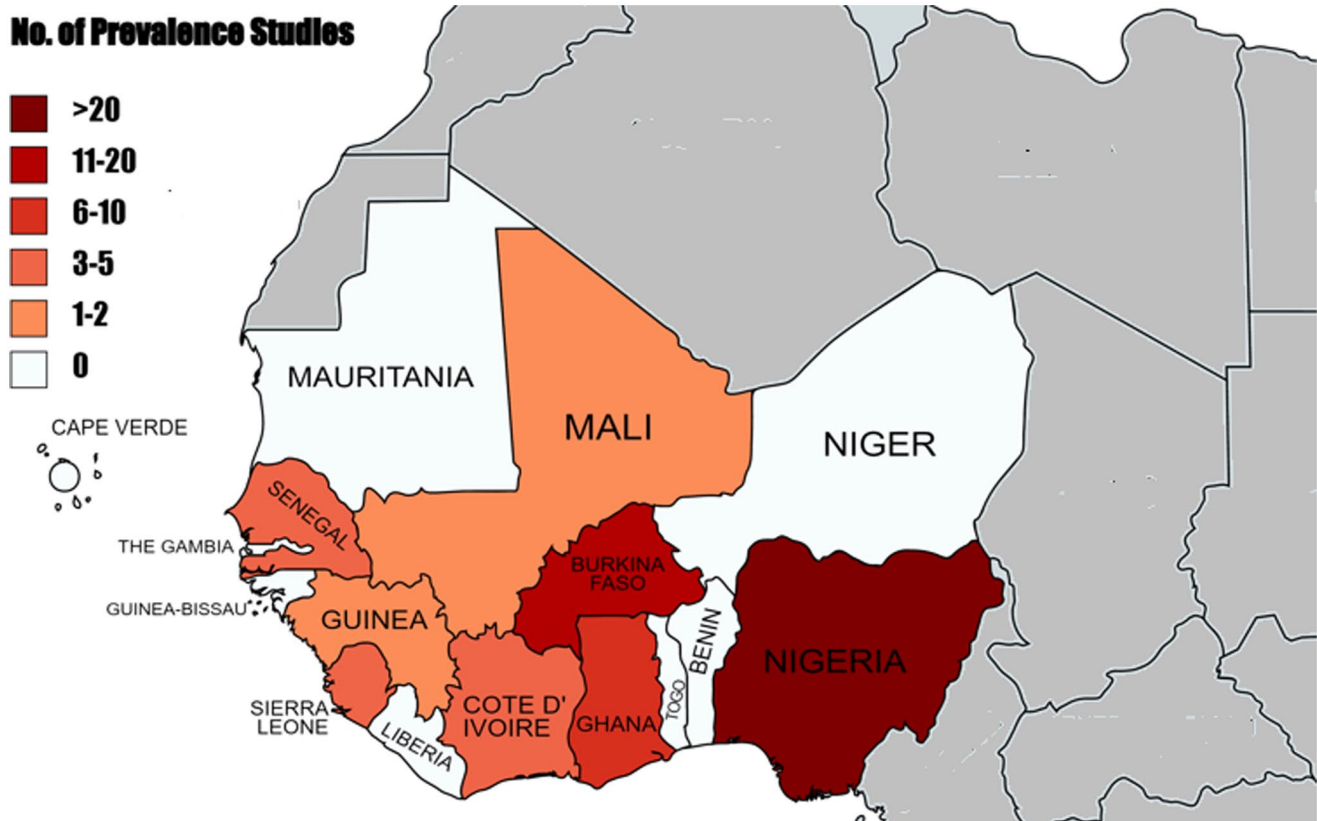 No. of Prevalence Studies
>20
11-20
6-10
3-5
1-2
0
MAURITANIA
MALI
NIGER
CAPE VERDE
SENEGAL
THE GAMBIA
BURKINA
FASO
GUINEA-BISSAU
GUINEA
BENIN
NIGERIA
SIERRA
LEONE
COTE D'
IVOIRE
GHANA
TOGO
LIBERIA